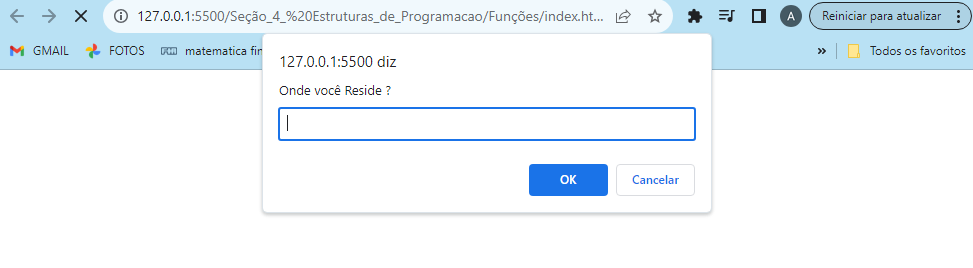 127.0.0.1:5500/Seção_4_%20Estruturas_de_Programacao/Funções/index.ht...
A
Reiniciar para atualizar
GMAIL
FOTOS
matematica fin
»
Todos os favoritos
127.0.0.1:5500 diz
Onde você Reside ?
OK
Cancelar